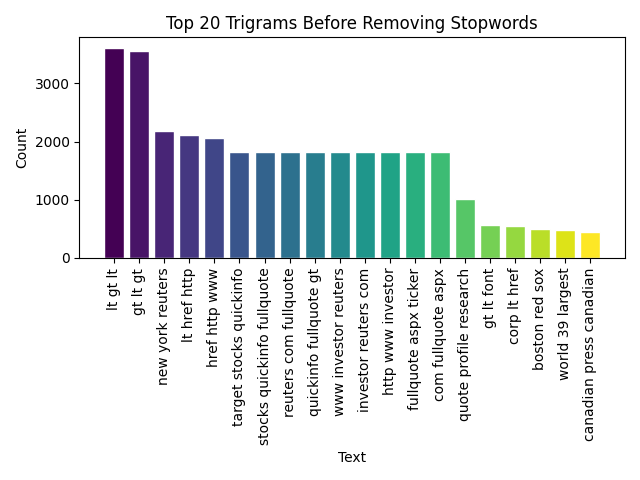 Top 20 Trigrams Before Removing Stopwords
Count
3000
2000
1000
0
lt gt lt
gt lt gt
new york reuters
lt href http
href http www
target stocks quickinfo
stocks quickinfo fullquote
reuters com fullquote
quickinfo fullquote gt
www investor reuters
investor reuters com
http www investor
fullquote aspx ticker
com fullquote aspx
quote profile research
gt lt font
corp lt href
boston red sox
world 39 largest
canadian press canadian
Text